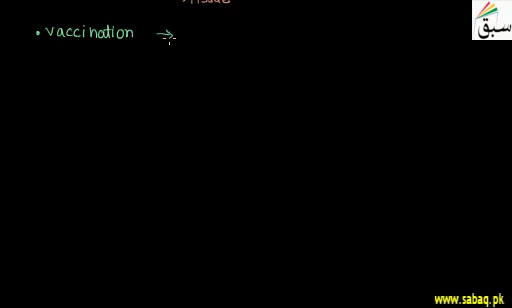 • vaccination →
سبق
www.sabaq.pk